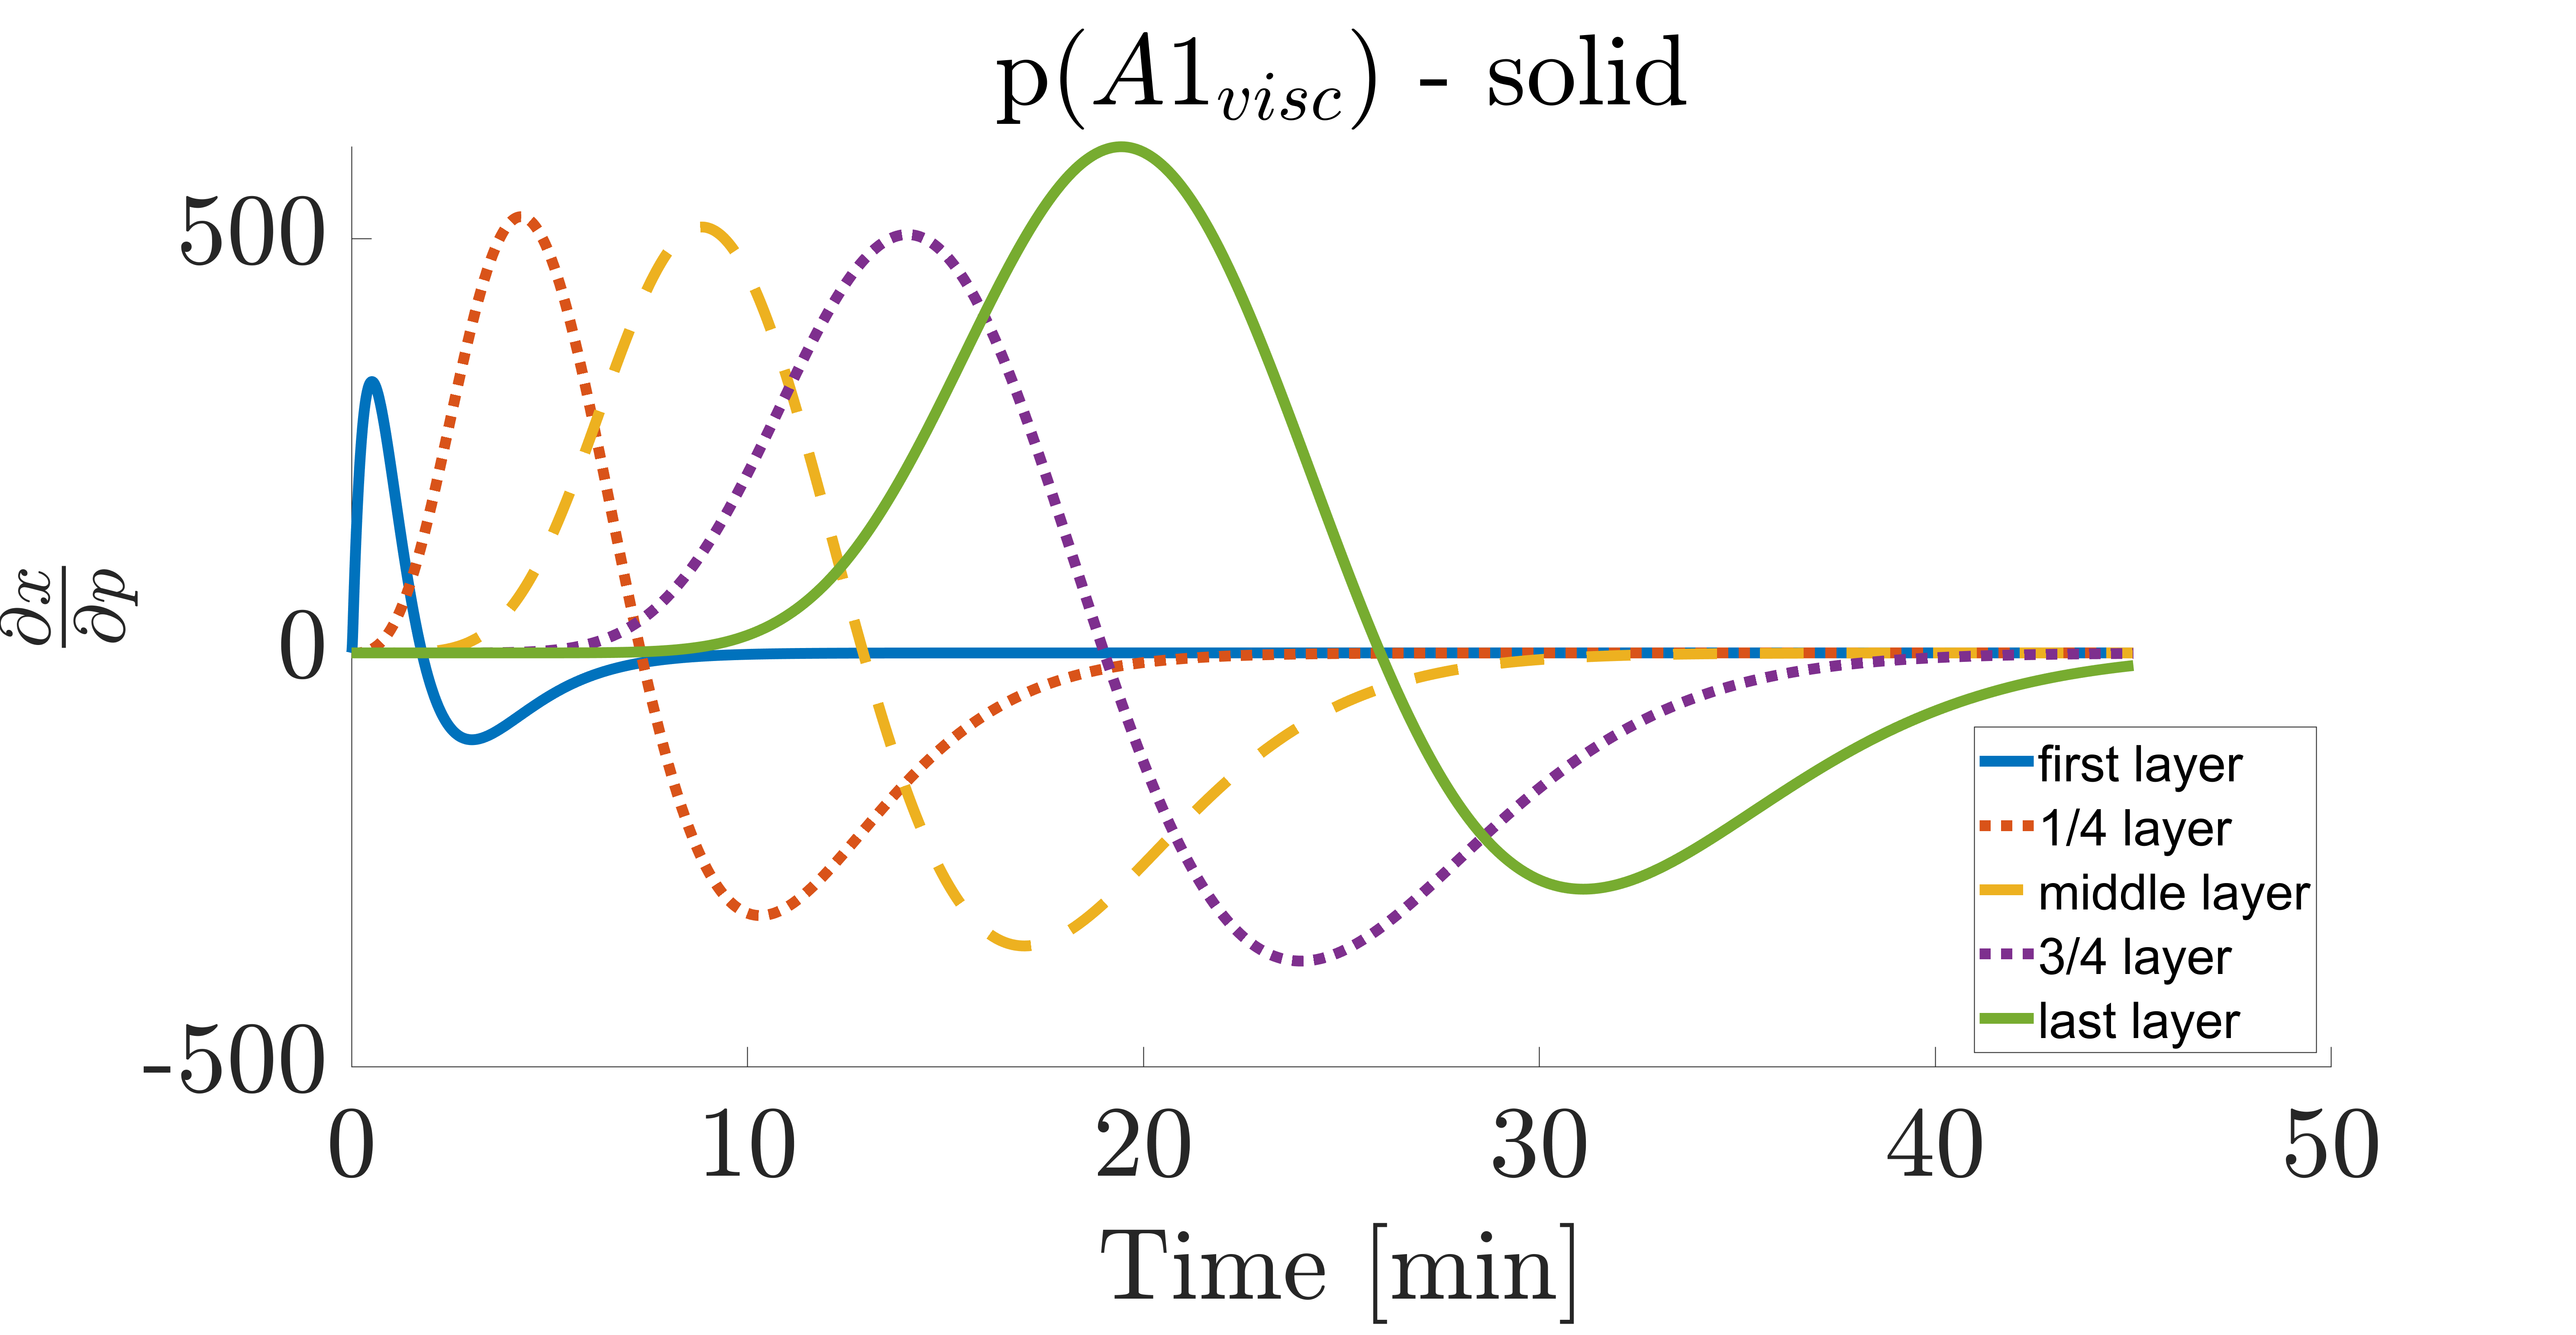 p(A1_visc) - solid
500
0
-500
∂x
∂p
0 10 20 30 40 50
Time [min]
first layer
1/4 layer
middle layer
3/4 layer
last layer